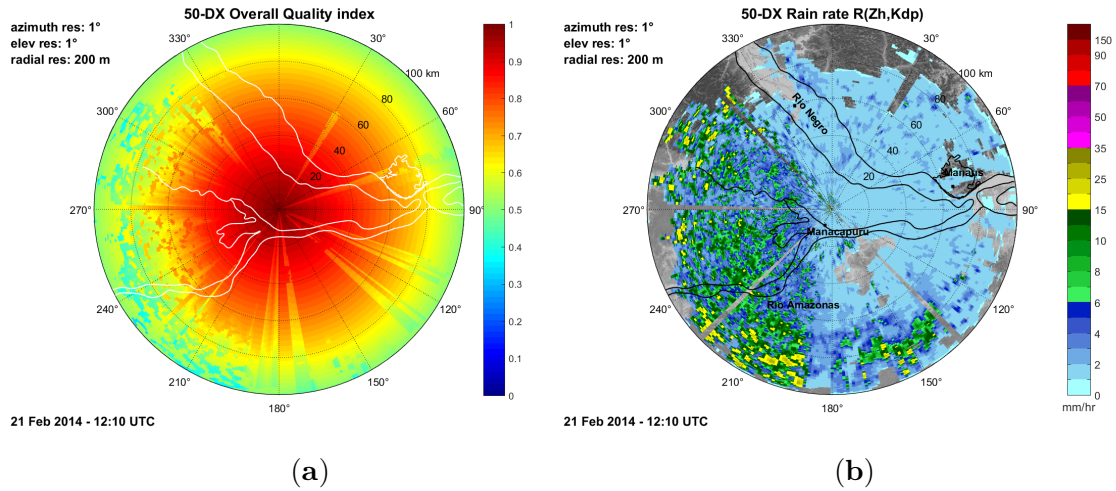 50-DX Overall Quality index
azimuth res: 1°
elev res: 1°
radial res: 200 m
330°
30°
100 km
300°
80
60°
60
40
20
270°
90°
240°
120°
210°
150°
180°
1
0.9
0.8
0.7
0.6
0.5
0.4
0.3
0.2
0.1
0
21 Feb 2014 - 12:10 UTC
(a)
50-DX Rain rate R(Zh,Kdp)
azimuth res: 1°
elev res: 1°
radial res: 200 m
330°
30°
100 km
300°
80
60°
Rio Negro
60
40
20
Manaus
270°
90°
Manacapuru
Rio Amazonas
240°
120°
210°
150°
180°
150
90
70
50
35
25
15
10
8
6
4
2
0
mm/hr
21 Feb 2014 - 12:10 UTC
(b)